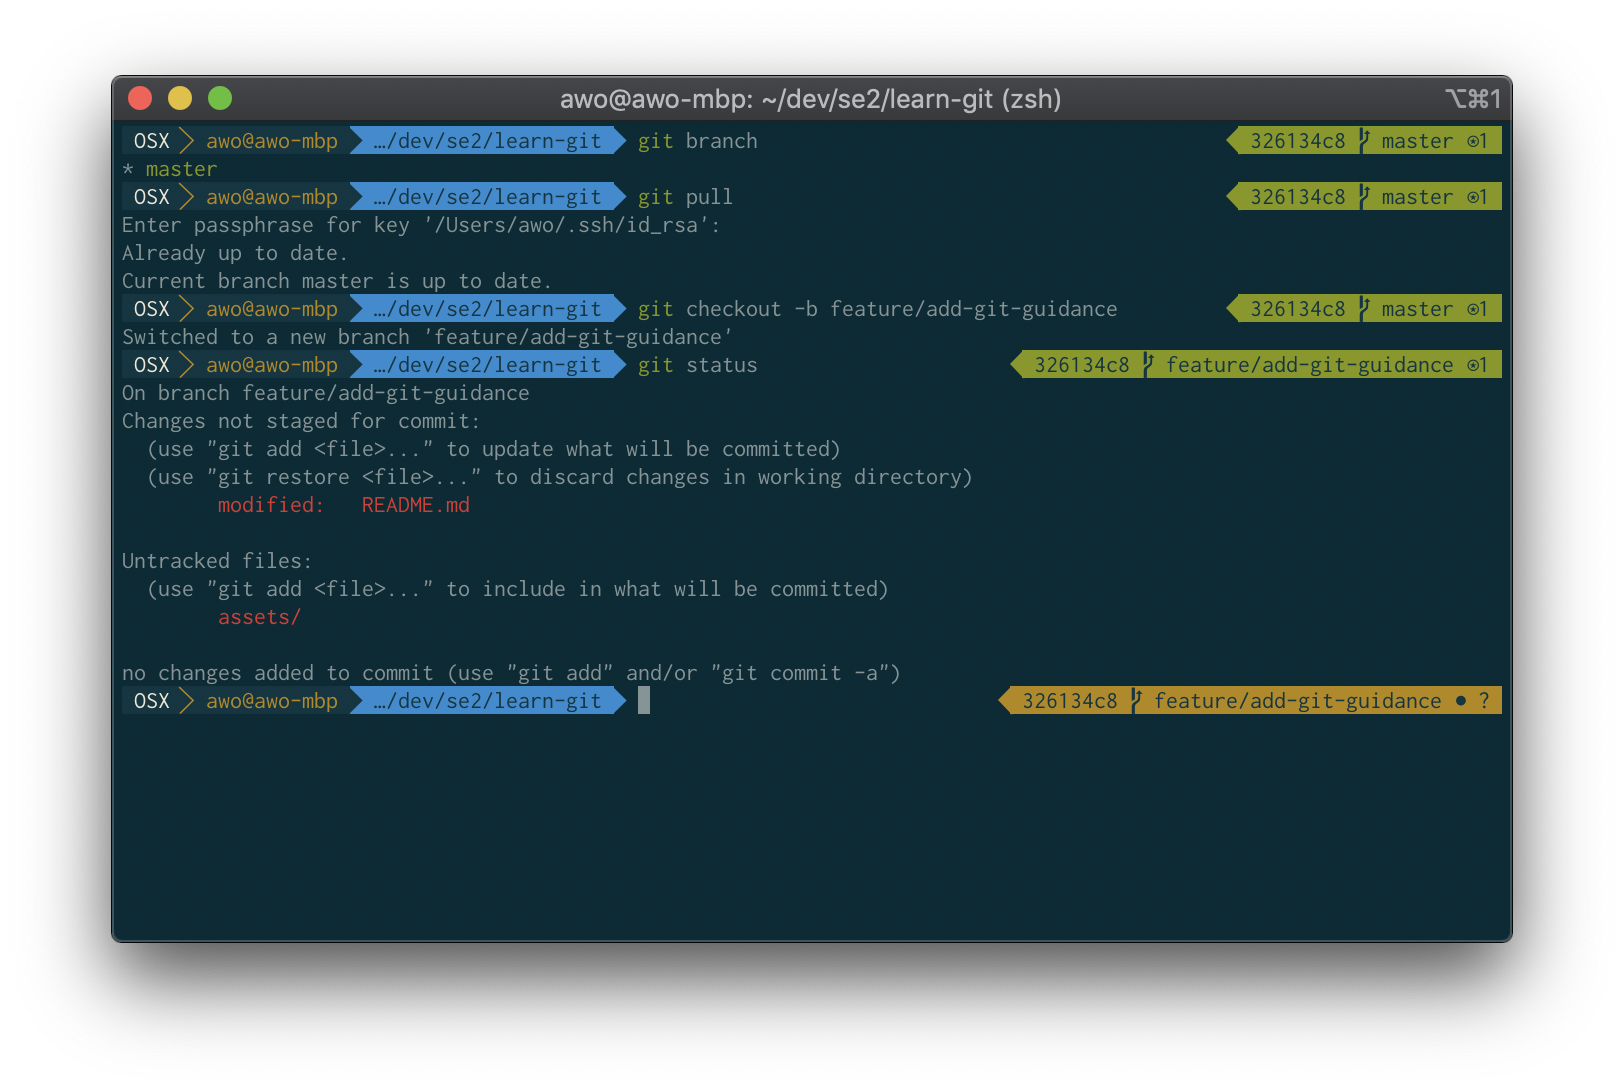 awo@awo-mbp: ~/dev/se2/learn-git (zsh) ⌥⌘1
OSX awo@awo-mbp …/dev/se2/learn-git git branch 326134c8 master ⍟1
* master
OSX awo@awo-mbp …/dev/se2/learn-git git pull 326134c8 master ⍟1
Enter passphrase for key '/Users/awo/.ssh/id_rsa':
Already up to date.
Current branch master is up to date.
OSX awo@awo-mbp …/dev/se2/learn-git git checkout -b feature/add-git-guidance 326134c8 master ⍟1
Switched to a new branch 'feature/add-git-guidance'
OSX awo@awo-mbp …/dev/se2/learn-git git status 326134c8 feature/add-git-guidance ⍟1
On branch feature/add-git-guidance
Changes not staged for commit:
(use "git add <file>..." to update what will be committed)
(use "git restore <file>..." to discard changes in working directory)
modified: README.md
Untracked files:
(use "git add <file>..." to include in what will be committed)
assets/
no changes added to commit (use "git add" and/or "git commit -a")
OSX awo@awo-mbp …/dev/se2/learn-git 326134c8 feature/add-git-guidance ● ?